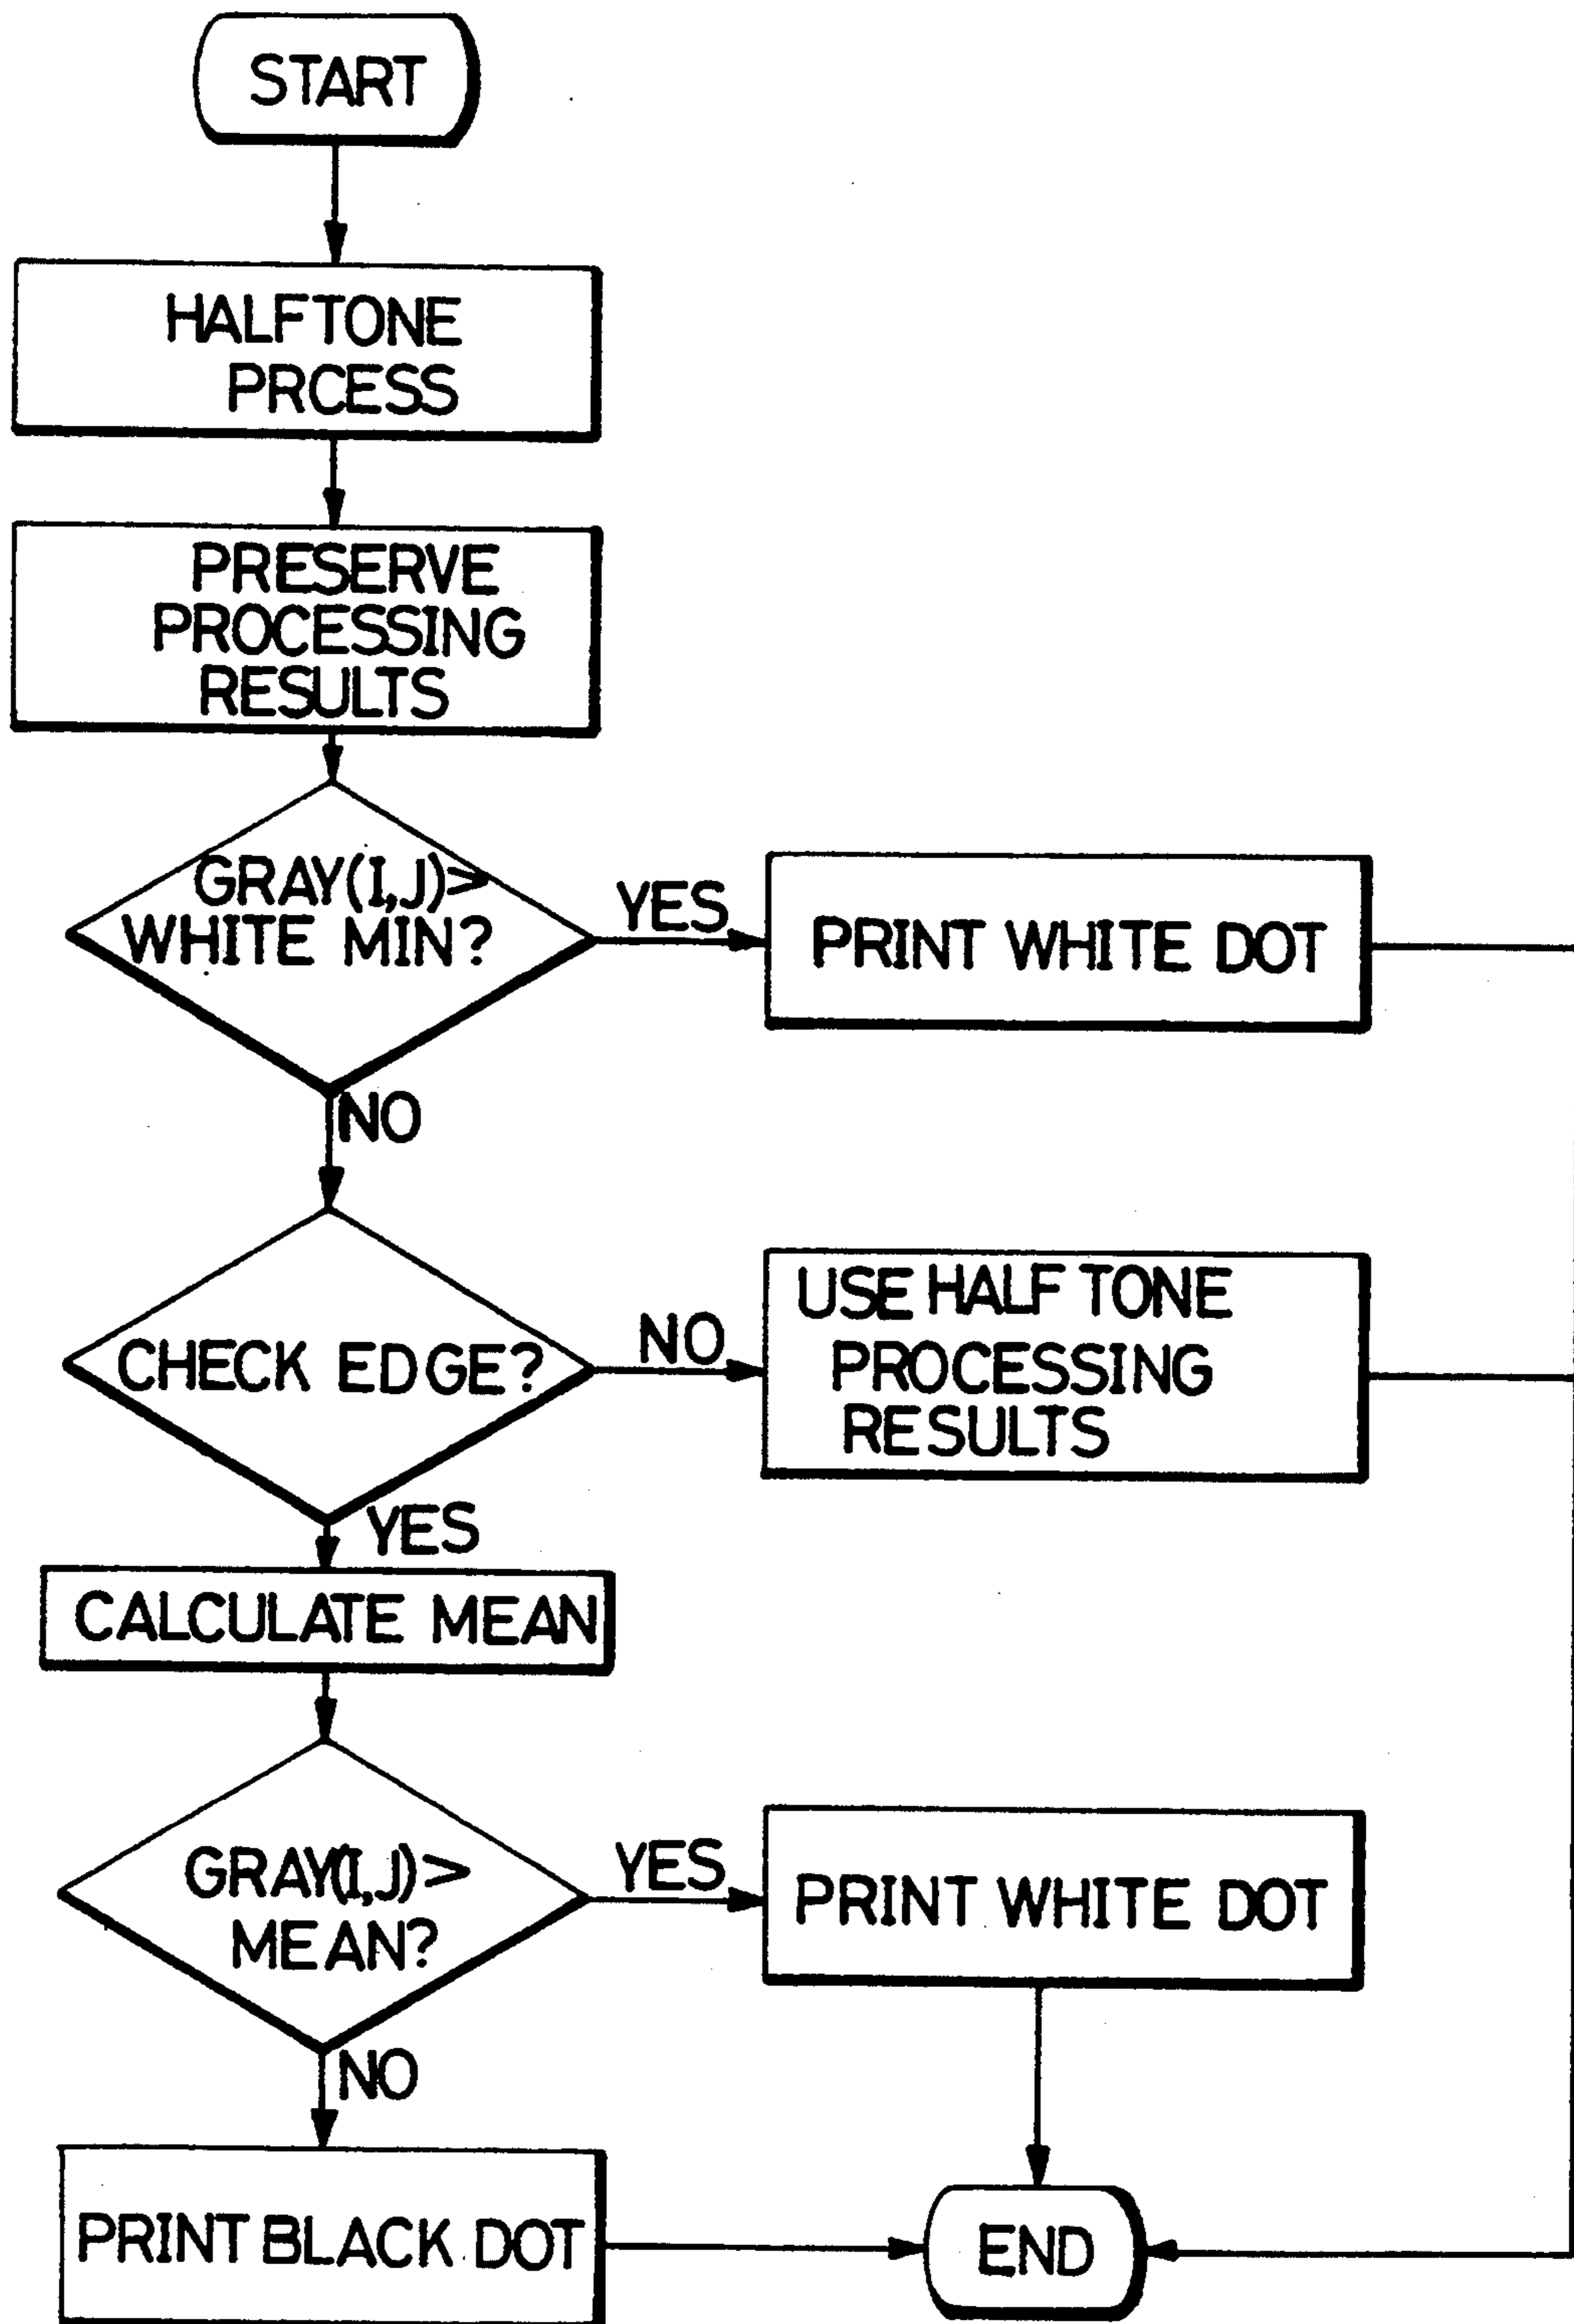 START
HALFTONE
PRCESS
PRESERVE
PROCESSING
RESULTS
GRAY(I,J)>
WHITE MIN?
YES
PRINT WHITE DOT
NO
CHECK EDGE?
NO
USE HALF TONE
PROCESSING
RESULTS
YES
CALCULATE MEAN
GRAY(I,J)>
MEAN?
YES
PRINT WHITE DOT
NO
PRINT BLACK DOT
END